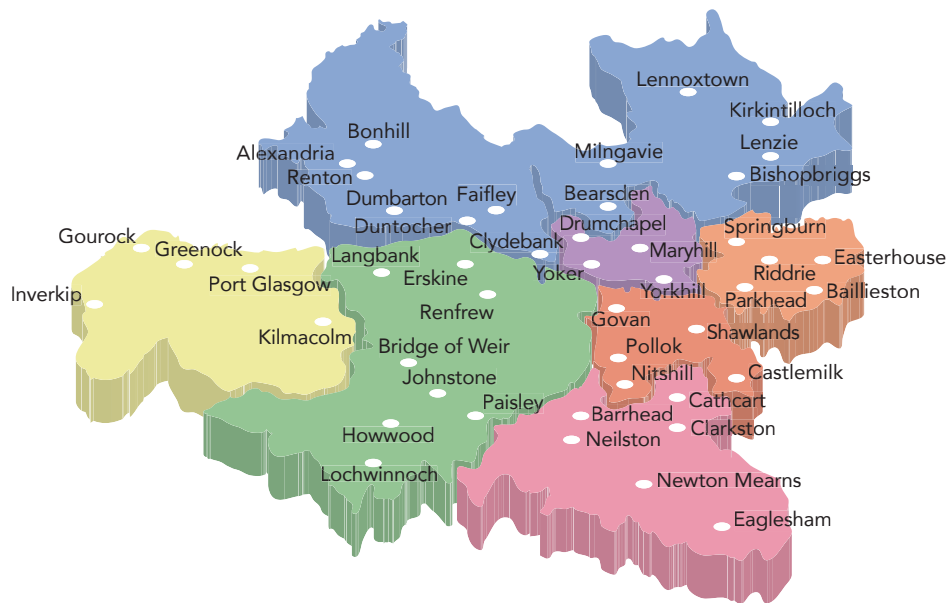 Lennoxtown
Kirkintilloch
Bonhill
Lenzie
Alexandria
Milngavie
Renton
Bishopbriggs
Dumbarton
Faifley
Bearsden
Duntocher
Drumchapel
Springburn
Gourock
Clydebank
Greenock
Maryhill
Langbank
Easterhouse
Erskine
Yoker
Riddrie
Port Glasgow
Yorkhill
Baillieston
Inverkip
Parkhead
Renfrew
Govan
Kilmacolm
Shawlands
Bridge of Weir
Pollok
Johnstone
Nitshill
Castlemilk
Paisley
Cathcart
Barrhead
Howwood
Clarkston
Neilston
Lochwinnoch
Newton Mearns
Eaglesham